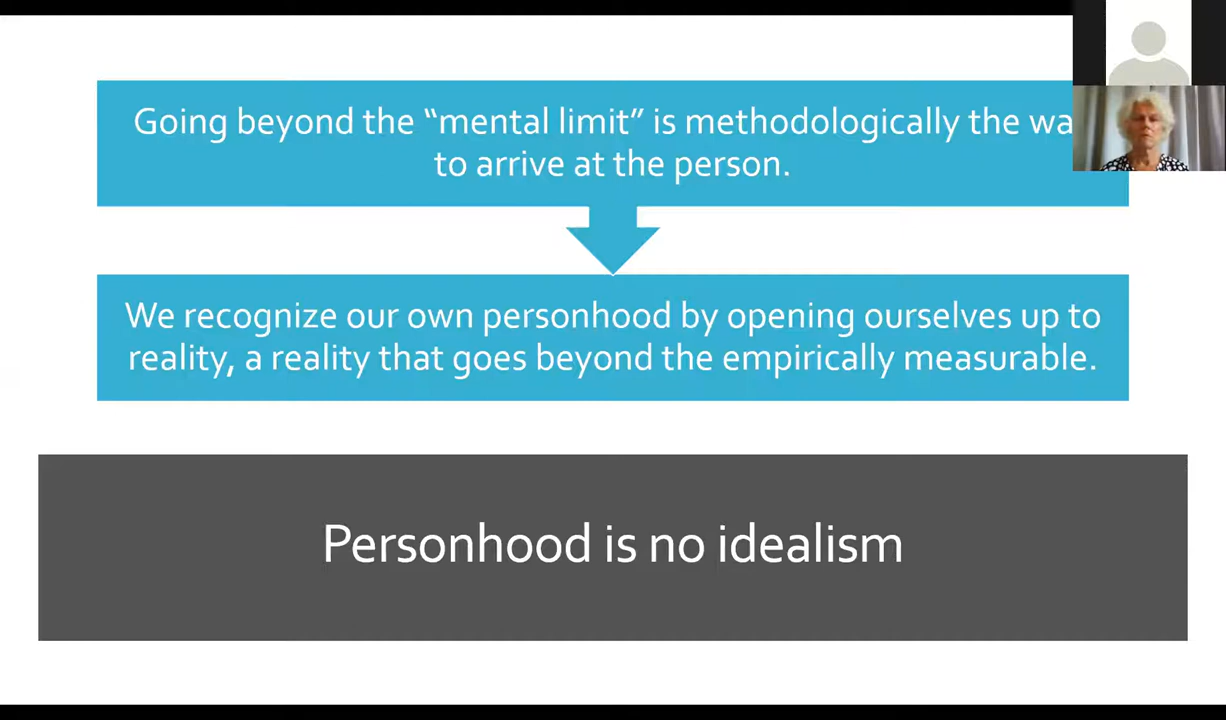 Going beyond the “mental limit” is methodologically the
to arrive at the person.
We recognize our own personhood by opening ourselves up to
reality, a reality that goes beyond the empirically measurable.
Personhood is no idealism